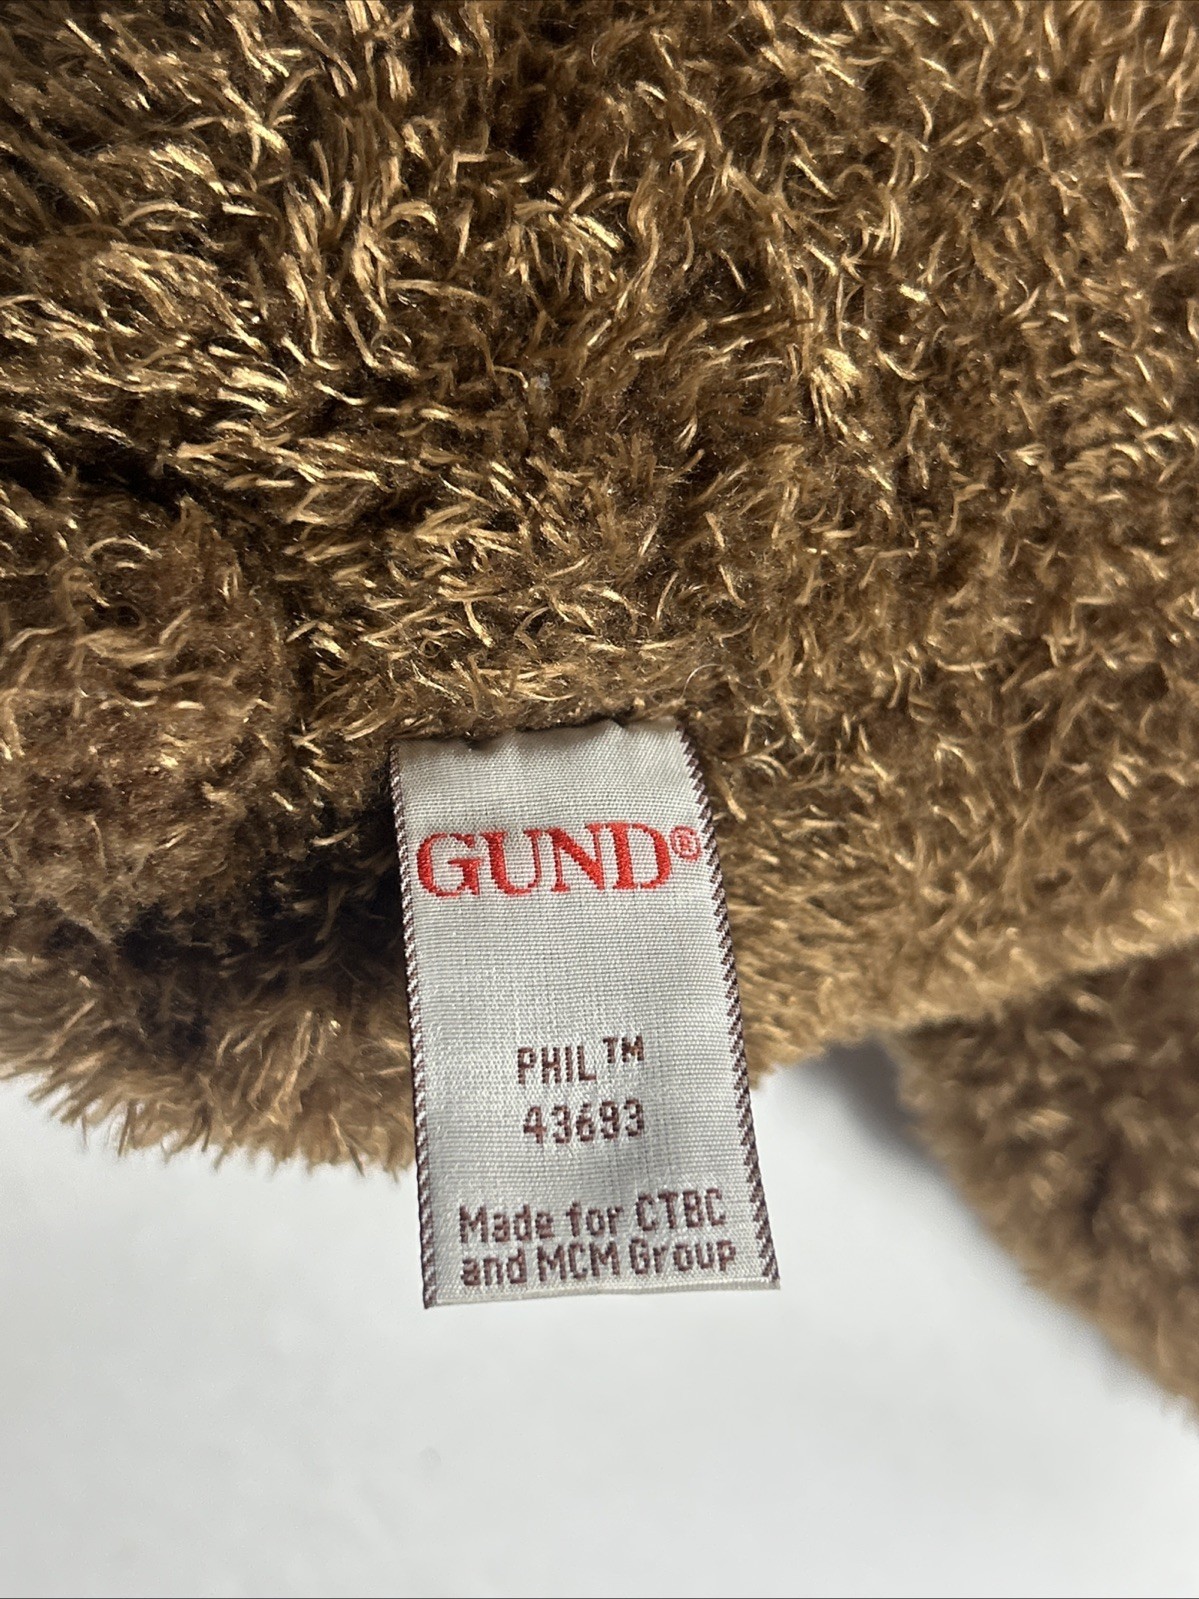 GUND®
PHIL™
43693
Made for CTBC
and MCM Group